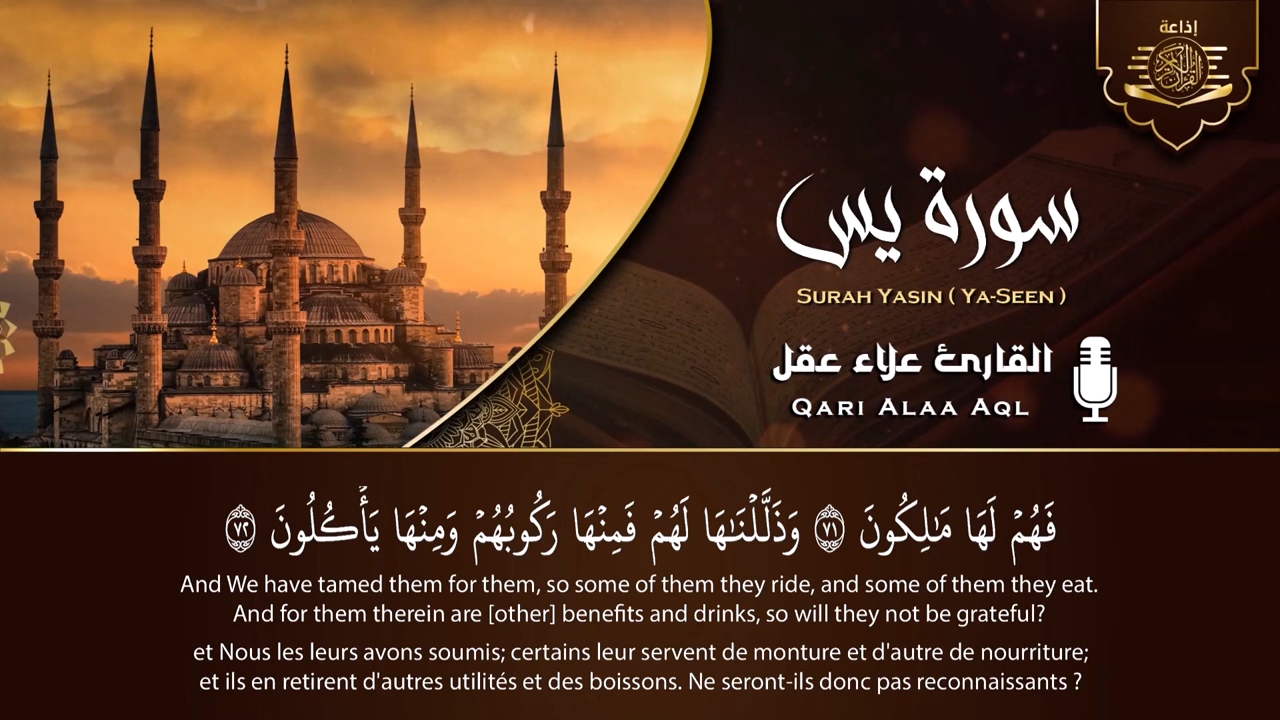 إذاعة
القرآن الكريم
سورة يس
SURAH YASIN ( YA-SEEN )
القارئ علاء عقل
QARI ALAA AQL
فَهُمْ لَهَا مَـٰلِكُونَ ٧١ وَذَلَّلْنَـٰهَا لَهُمْ فَمِنْهَا رَكُوبُهُمْ وَمِنْهَا يَأْكُلُونَ ٧٢
And We have tamed them for them, so some of them they ride, and some of them they eat.
And for them therein are [other] benefits and drinks, so will they not be grateful?
et Nous les leurs avons soumis; certains leur servent de monture et d'autre de nourriture;
et ils en retirent d'autres utilités et des boissons. Ne seront-ils donc pas reconnaissants ?